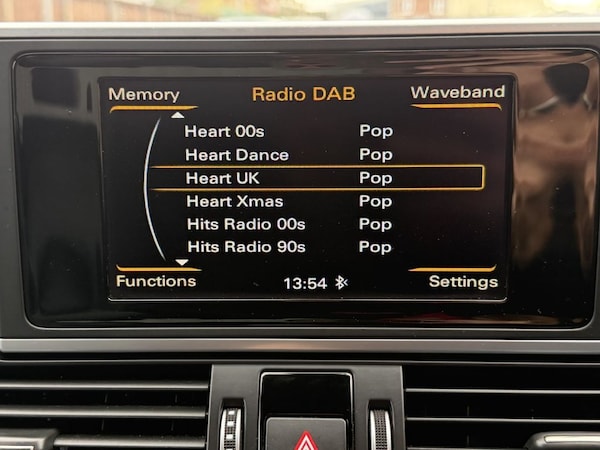 Memory Radio DAB Waveband
Heart 00s Pop
Heart Dance Pop
Heart UK Pop
Heart Xmas Pop
Hits Radio 00s Pop
Hits Radio 90s Pop
Functions 13:54 Settings